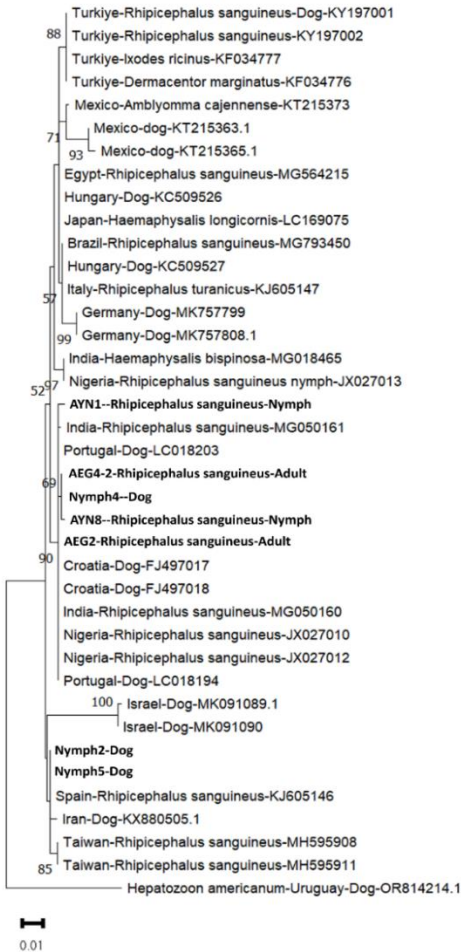 Turkiye-Rhipicephalus sanguineus-Dog-KY197001
88
Turkiye-Rhipicephalus sanguineus-KY197002
Turkiye-Ixodes ricinus-KF034777
Turkiye-Dermacentor marginatus-KF034776
Mexico-Amblyomma cajennense-KT215373
71
Mexico-dog-KT215363.1
93
Mexico-dog-KT215365.1
Egypt-Rhipicephalus sanguineus-MG564215
Hungary-Dog-KC509526
Japan-Haemaphysalis longicornis-LC169075
Brazil-Rhipicephalus sanguineus-MG793450
Hungary-Dog-KC509527
57
Italy-Rhipicephalus turanicus-KJ605147
Germany-Dog-MK757799
99
Germany-Dog-MK757808.1
India-Haemaphysalis bispinosa-MG018465
52
97
Nigeria-Rhipicephalus sanguineus nymph-JX027013
AYN1--Rhipicephalus sanguineus-Nymph
India-Rhipicephalus sanguineus-MG050161
Portugal-Dog-LC018203
AEG4-2-Rhipicephalus sanguineus-Adult
69
Nymph4--Dog
AYN8--Rhipicephalus sanguineus-Nymph
AEG2-Rhipicephalus sanguineus-Adult
90
Croatia-Dog-FJ497017
Croatia-Dog-FJ497018
India-Rhipicephalus sanguineus-MG050160
Nigeria-Rhipicephalus sanguineus-JX027010
Nigeria-Rhipicephalus sanguineus-JX027012
Portugal-Dog-LC018194
100
Israel-Dog-MK091089.1
Israel-Dog-MK091090
Nymph2-Dog
Nymph5-Dog
Spain-Rhipicephalus sanguineus-KJ605146
Iran-Dog-KX880505.1
Taiwan-Rhipicephalus sanguineus-MH595908
85
Taiwan-Rhipicephalus sanguineus-MH595911
Hepatozoon americanum-Uruguay-Dog-OR814214.1
0.01